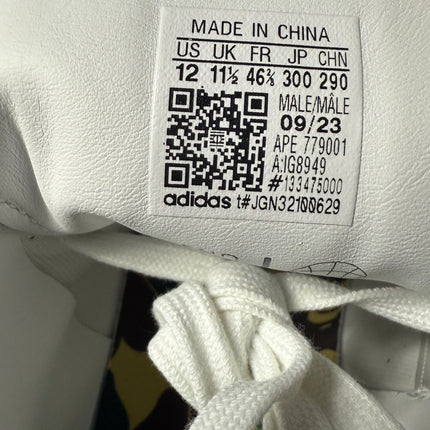 MADE IN CHINA
US UK FR JP CHN
12 11½ 46⅔ 300 290
MALE/MÂLE
09/23
APE 779001
A:IG8949
#133475000
adidas t#JGN32100629